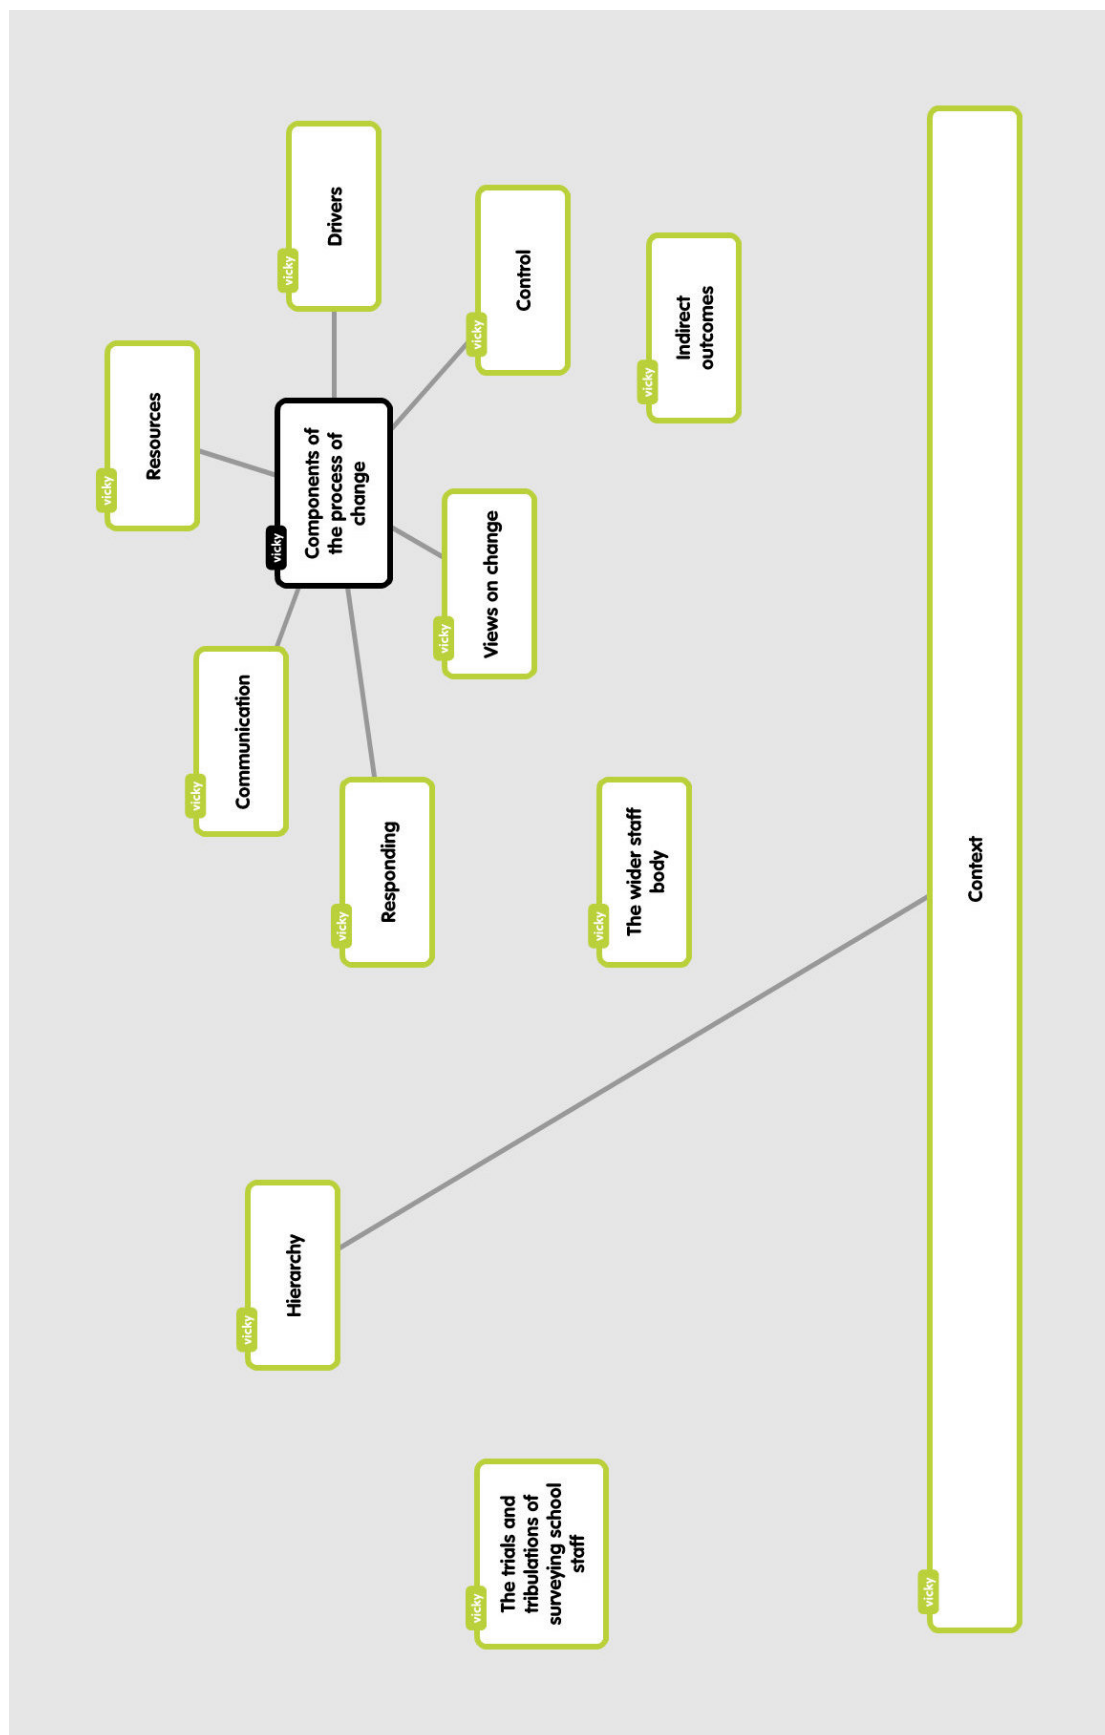 vicky
Resources
vicky
Communication
vicky
Hierarchy
vicky
Components of
the process of
change
vicky
Drivers
vicky
Responding
vicky
Views on change
vicky
The trials and
tribulations of
surveying school
staff
vicky
Control
vicky
The wider staff
body
vicky
Indirect
outcomes
vicky
Context